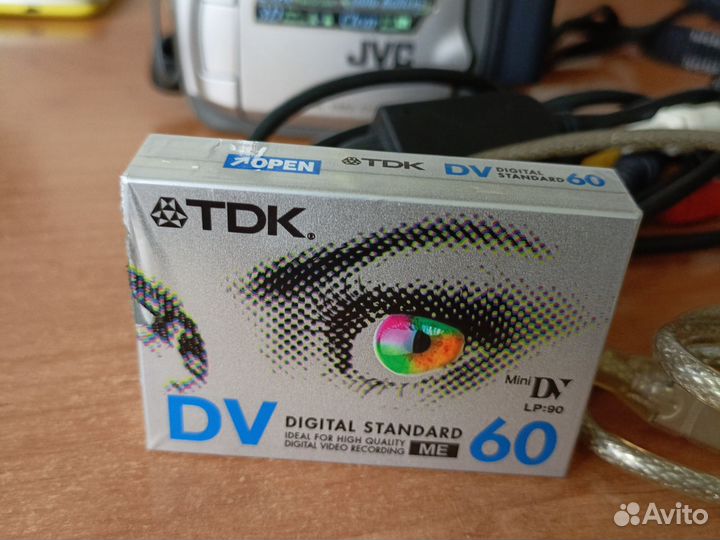 JVC
OPEN TDK DV DIGITAL STANDARD 60
TDK
Mini DV
LP:90
DV DIGITAL STANDARD 60
IDEAL FOR HIGH QUALITY
DIGITAL VIDEO RECORDING ME
Avito